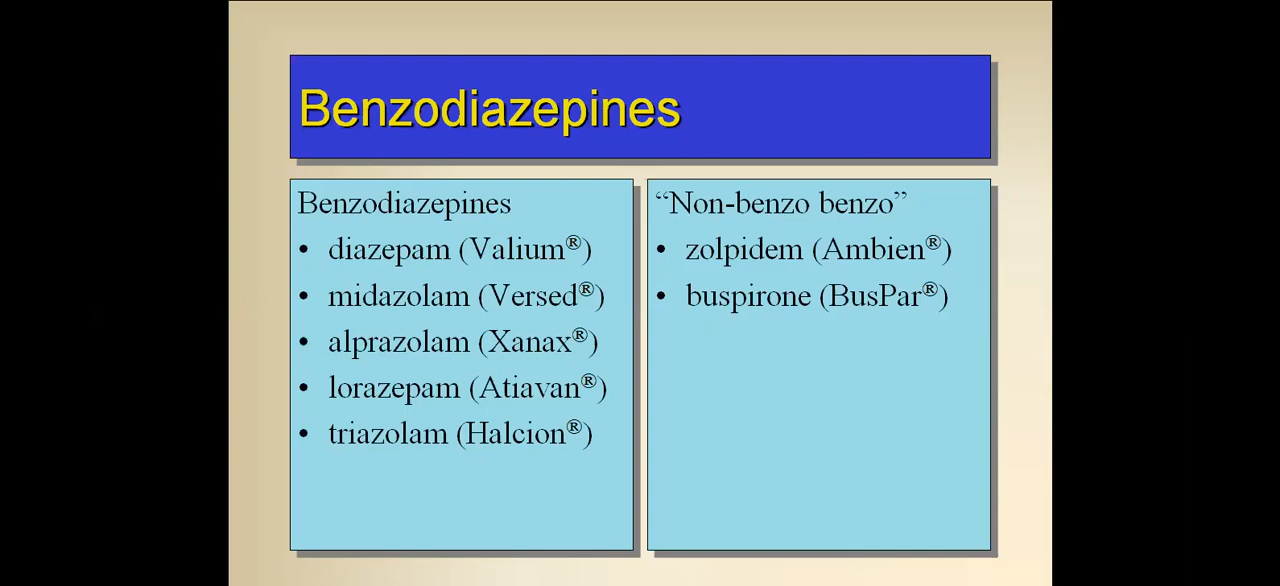 Benzodiazepines
Benzodiazepines
• diazepam (Valium®)
• midazolam (Versed®)
• alprazolam (Xanax®)
• lorazepam (Atiavan®)
• triazolam (Halcion®)
“Non-benzo benzo”
• zolpidem (Ambien®)
• buspirone (BusPar®)